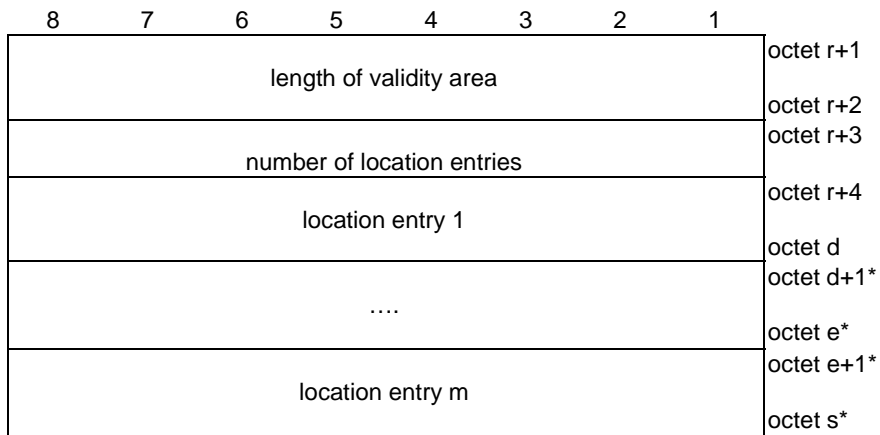 8 7 6 5 4 3 2 1
octet r+1
length of validity area
octet r+2
octet r+3
number of location entries
octet r+4
location entry 1
octet d
octet d+1*
....
octet e*
octet e+1*
location entry m
octet s*